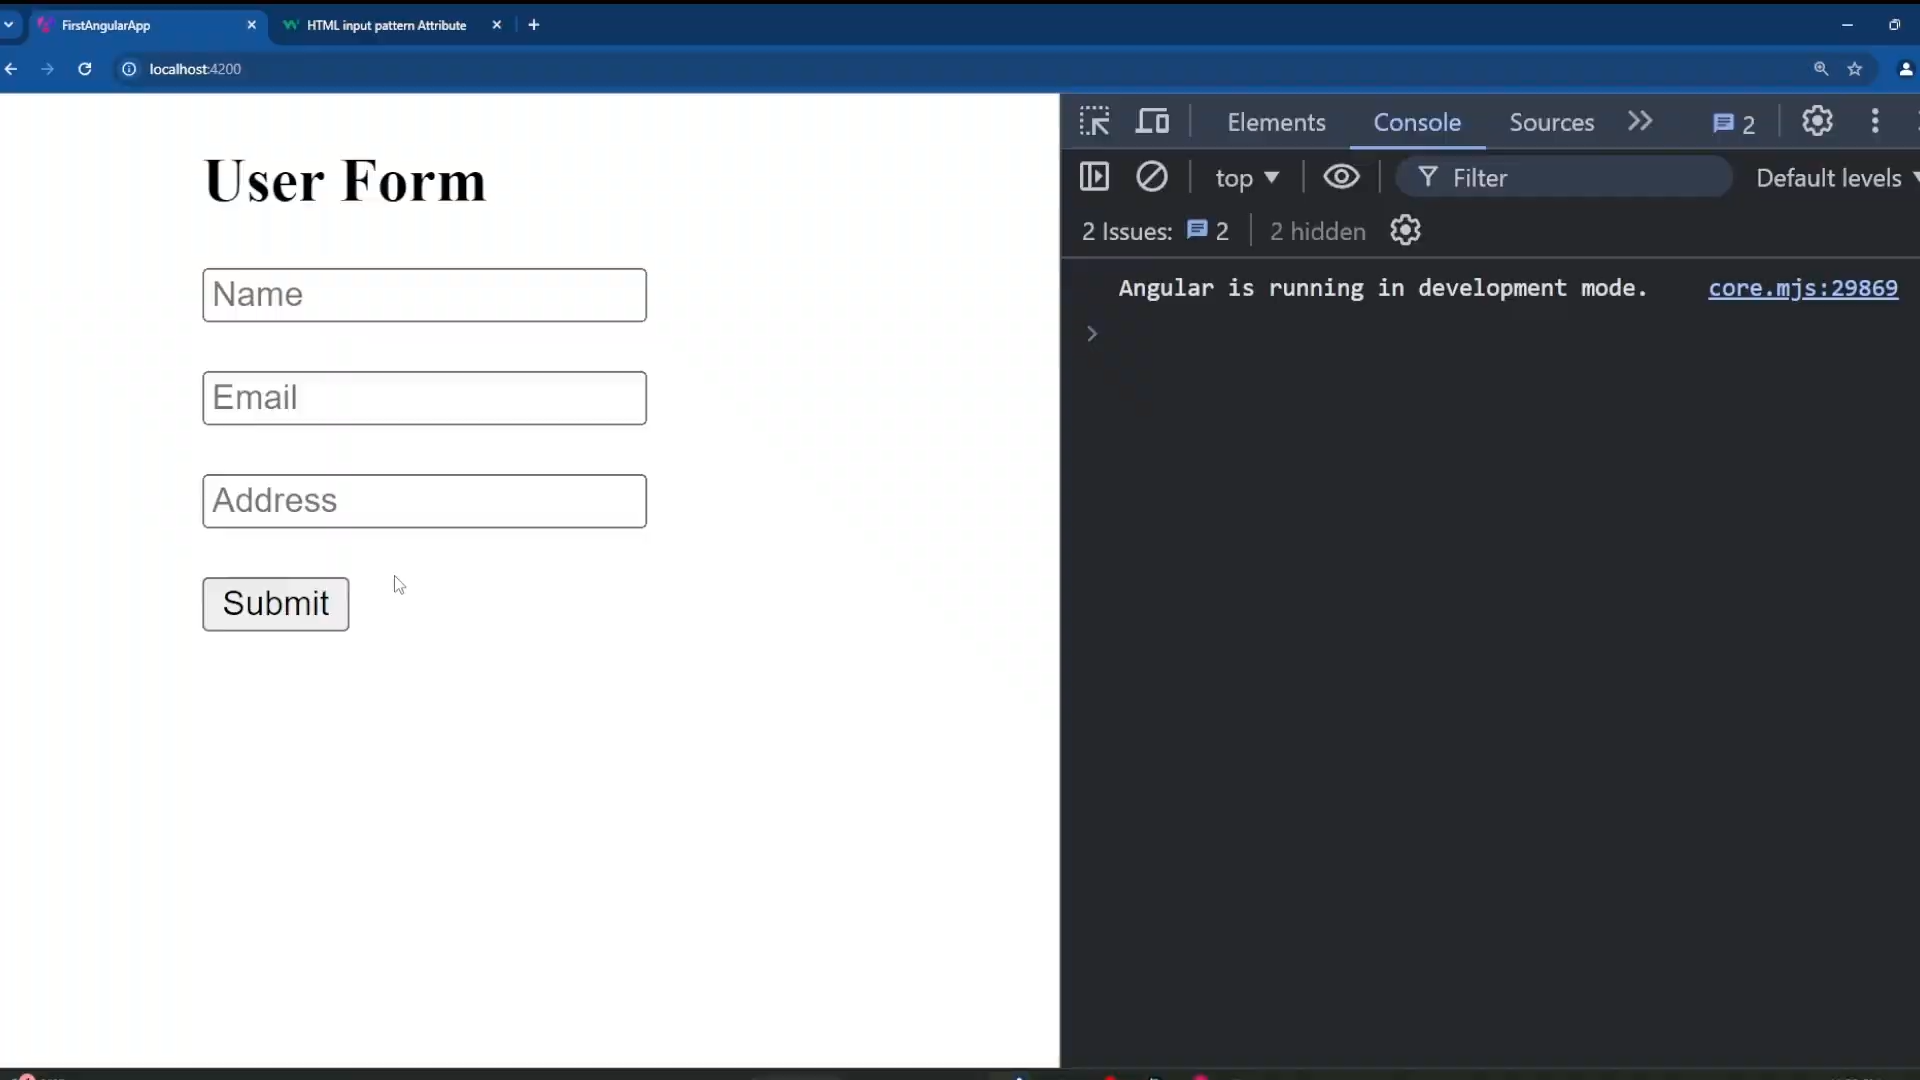 FirstAngularApp
HTML input pattern Attribute
localhost:4200
User Form
Name
Email
Address
Submit
Elements
Console
Sources
2
top
Filter
Default levels
2 Issues:
2
2 hidden
Angular is running in development mode.
core.mjs:29869